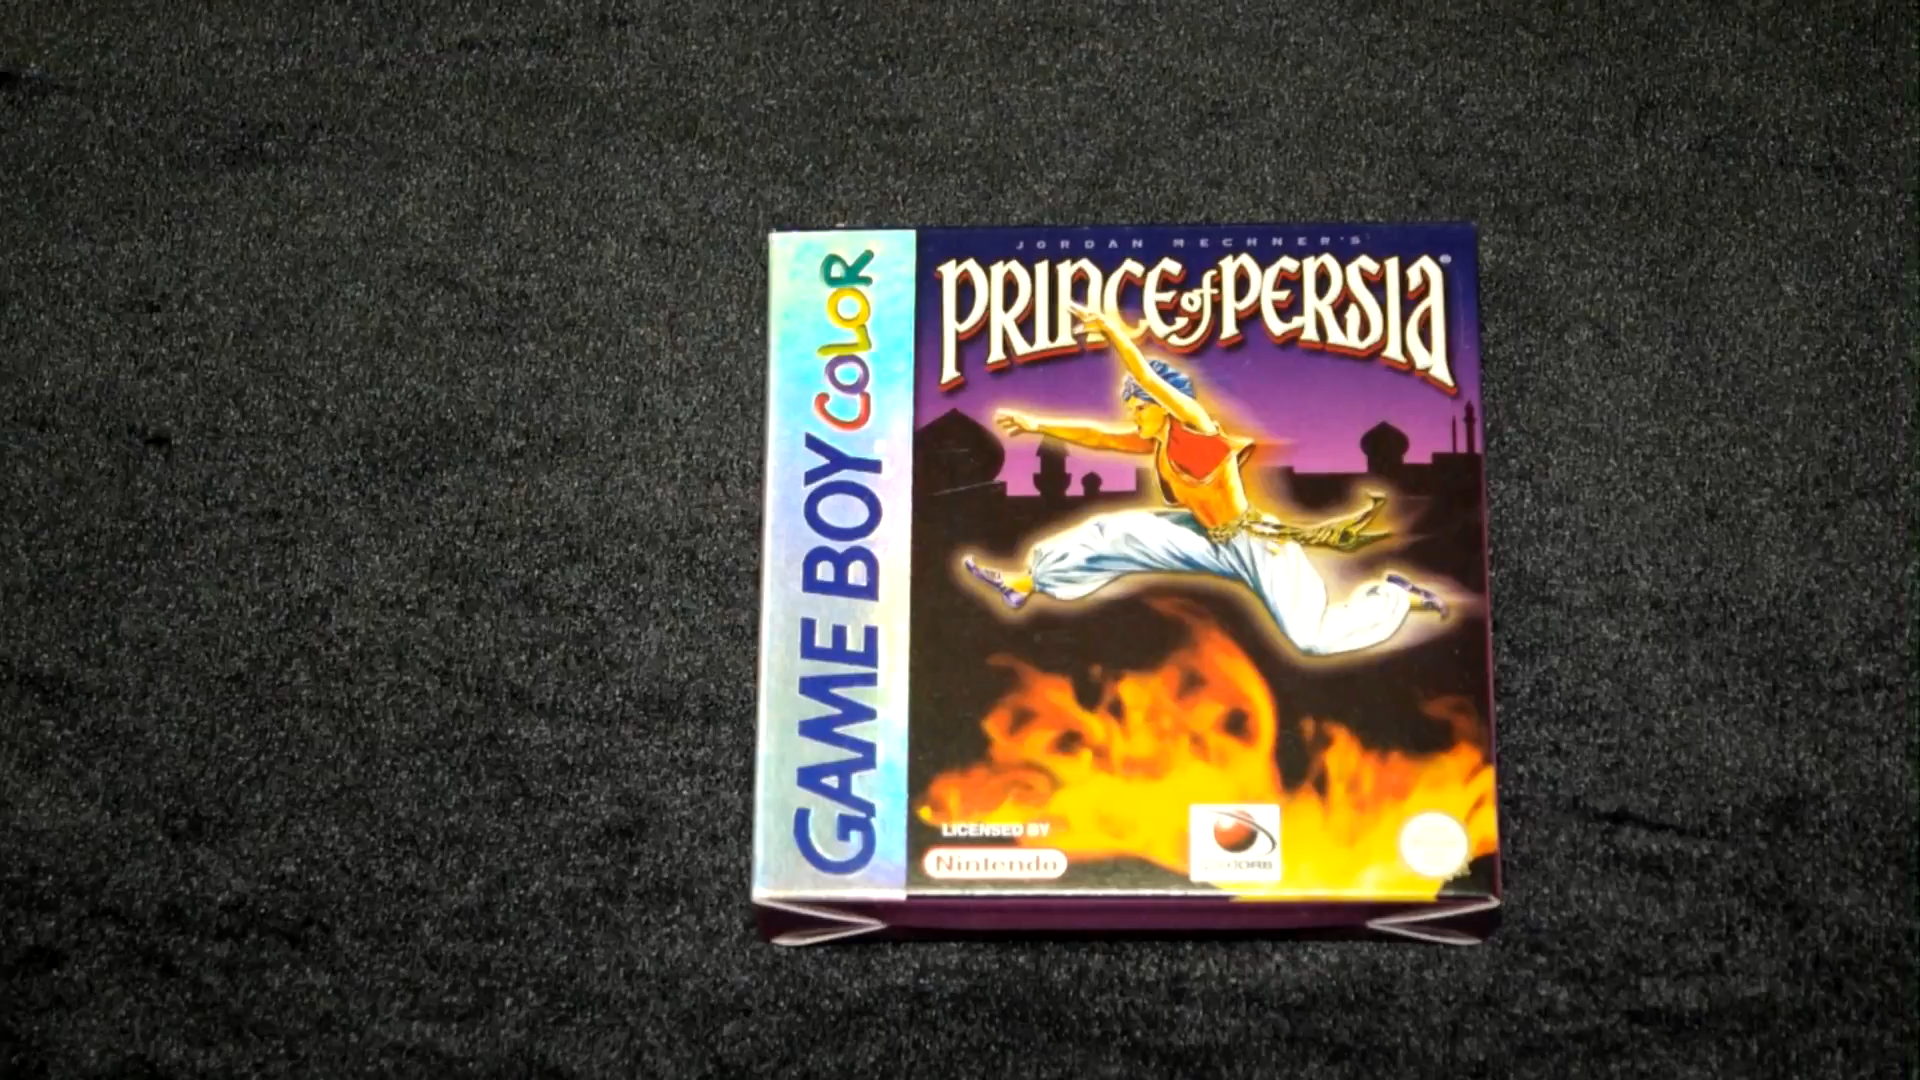 GAME BOY COLOR
JORDAN MECHNER'S
PRINCE of PERSIA®
LICENSED BY
Nintendo